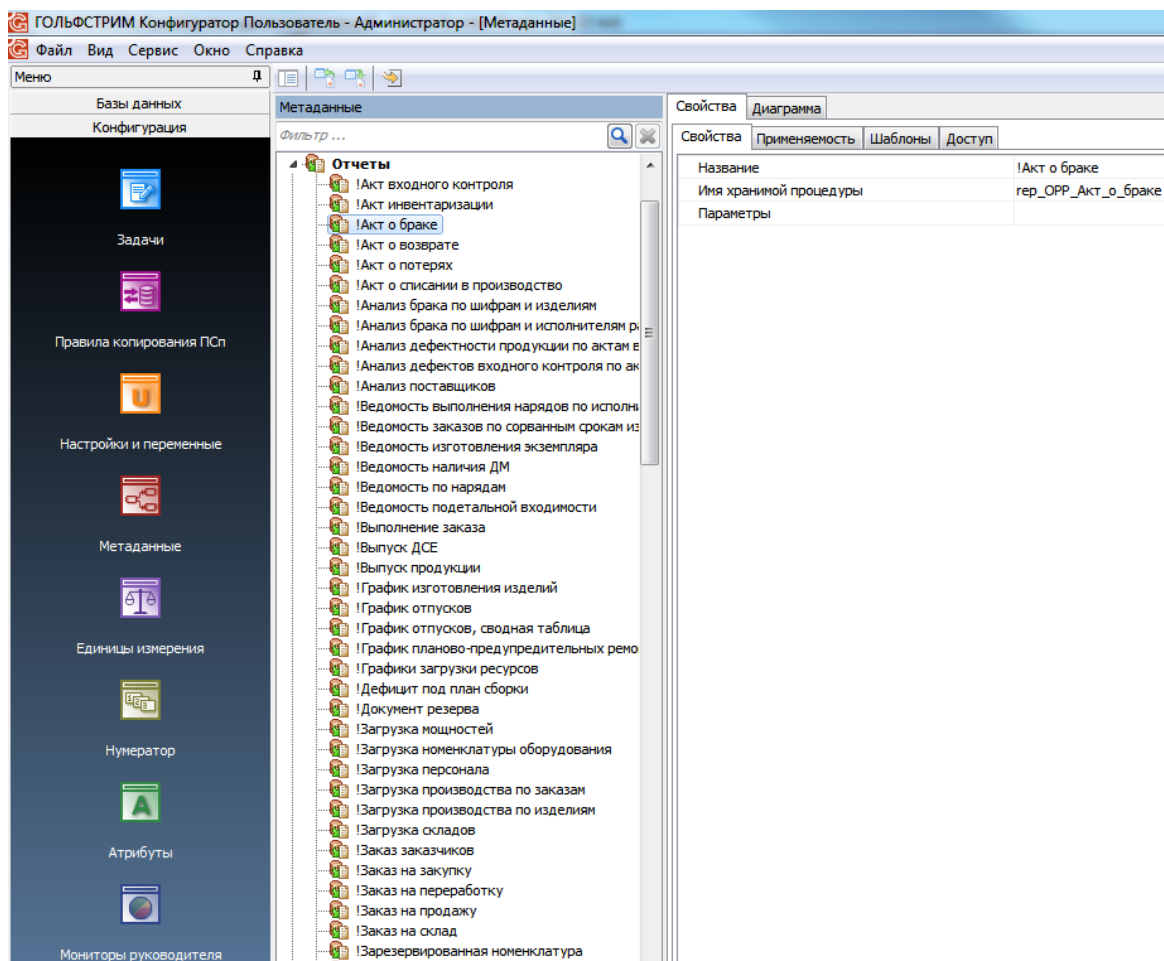 ГОЛЬФСТРИМ Конфигуратор Пользователь - Администратор - [Метаданные]
Файл Вид Сервис Окно Справка
Меню
Базы данных
Конфигурация
Задачи
Правила копирования ПСп
Настройки и переменные
Метаданные
Единицы измерения
Нумератор
Атрибуты
Мониторы руководителя
Метаданные
Фильтр ...
Отчеты
!Акт входного контроля
!Акт инвентаризации
!Акт о браке
!Акт о возврате
!Акт о потерях
!Акт о списании в производство
!Анализ брака по шифрам и изделиям
!Анализ брака по шифрам и исполнителям р
!Анализ дефектности продукции по актам в
!Анализ дефектов входного контроля по ак
!Анализ поставщиков
!Ведомость выполнения нарядов по исполн
!Ведомость заказов по сорванным срокам из
!Ведомость изготовления экземпляра
!Ведомость наличия ДМ
!Ведомость по нарядам
!Ведомость подетальной входимости
!Выполнение заказа
!Выпуск ДСЕ
!Выпуск продукции
!График изготовления изделий
!График отпусков
!График отпусков, сводная таблица
!График планово-предупредительных ремо
!Графики загрузки ресурсов
!Дефицит под план сборки
!Документ резерва
!Загрузка мощностей
!Загрузка номенклатуры оборудования
!Загрузка персонала
!Загрузка производства по заказам
!Загрузка производства по изделиям
!Загрузка складов
!Заказ заказчиков
!Заказ на закупку
!Заказ на переработку
!Заказ на продажу
!Заказ на склад
!Зарезервированная номенклатура
Свойства Диаграмма
Свойства Применяемость Шаблоны Доступ
Название !Акт о браке
Имя хранимой процедуры rep_OPP_Акт_о_браке
Параметры